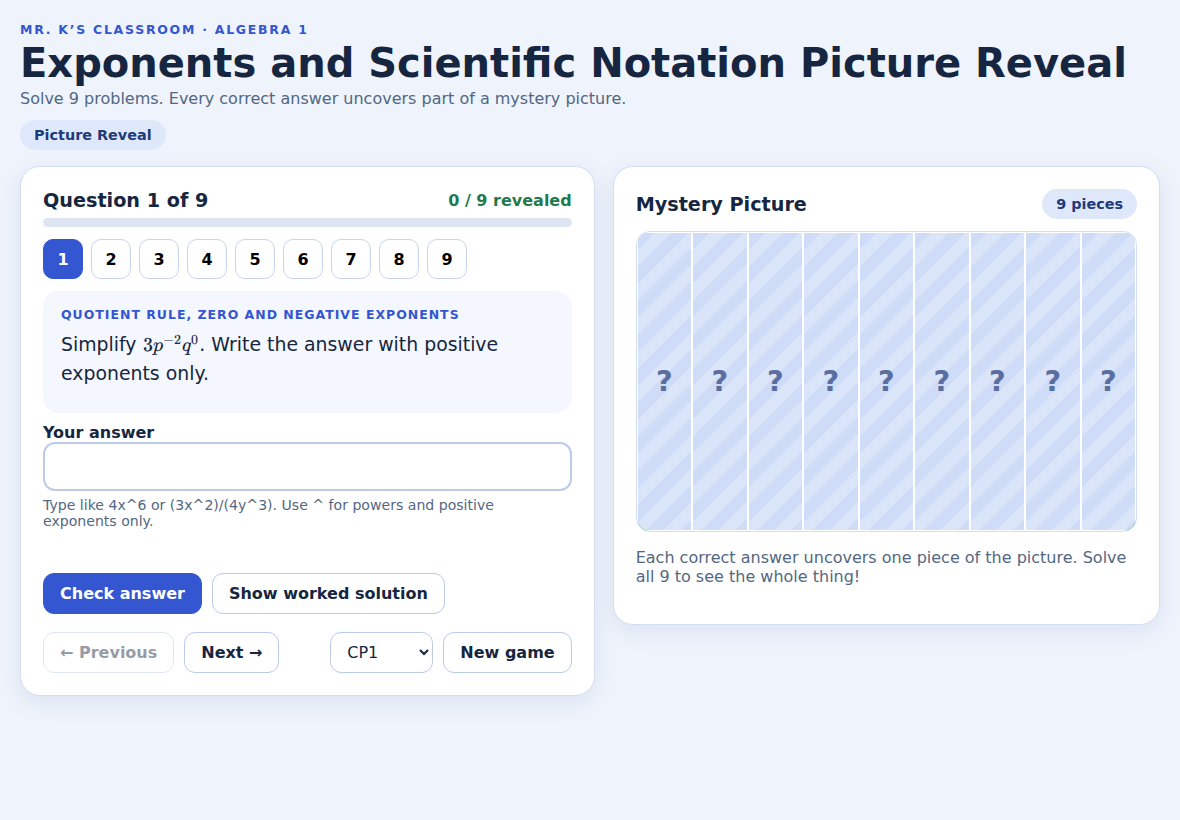 MR. K’S CLASSROOM · ALGEBRA 1
Exponents and Scientific Notation Picture Reveal
Solve 9 problems. Every correct answer uncovers part of a mystery picture.
Picture Reveal
Question 1 of 9
0 / 9 revealed
1 2 3 4 5 6 7 8 9
QUOTIENT RULE, ZERO AND NEGATIVE EXPONENTS
Simplify 3p⁻²q⁰. Write the answer with positive
exponents only.
Your answer
Type like 4x^6 or (3x^2)/(4y^3). Use ^ for powers and positive
exponents only.
Check answer
Show worked solution
← Previous
Next →
CP1
New game
Mystery Picture
9 pieces
? ? ? ? ? ? ? ? ?
Each correct answer uncovers one piece of the picture. Solve
all 9 to see the whole thing!